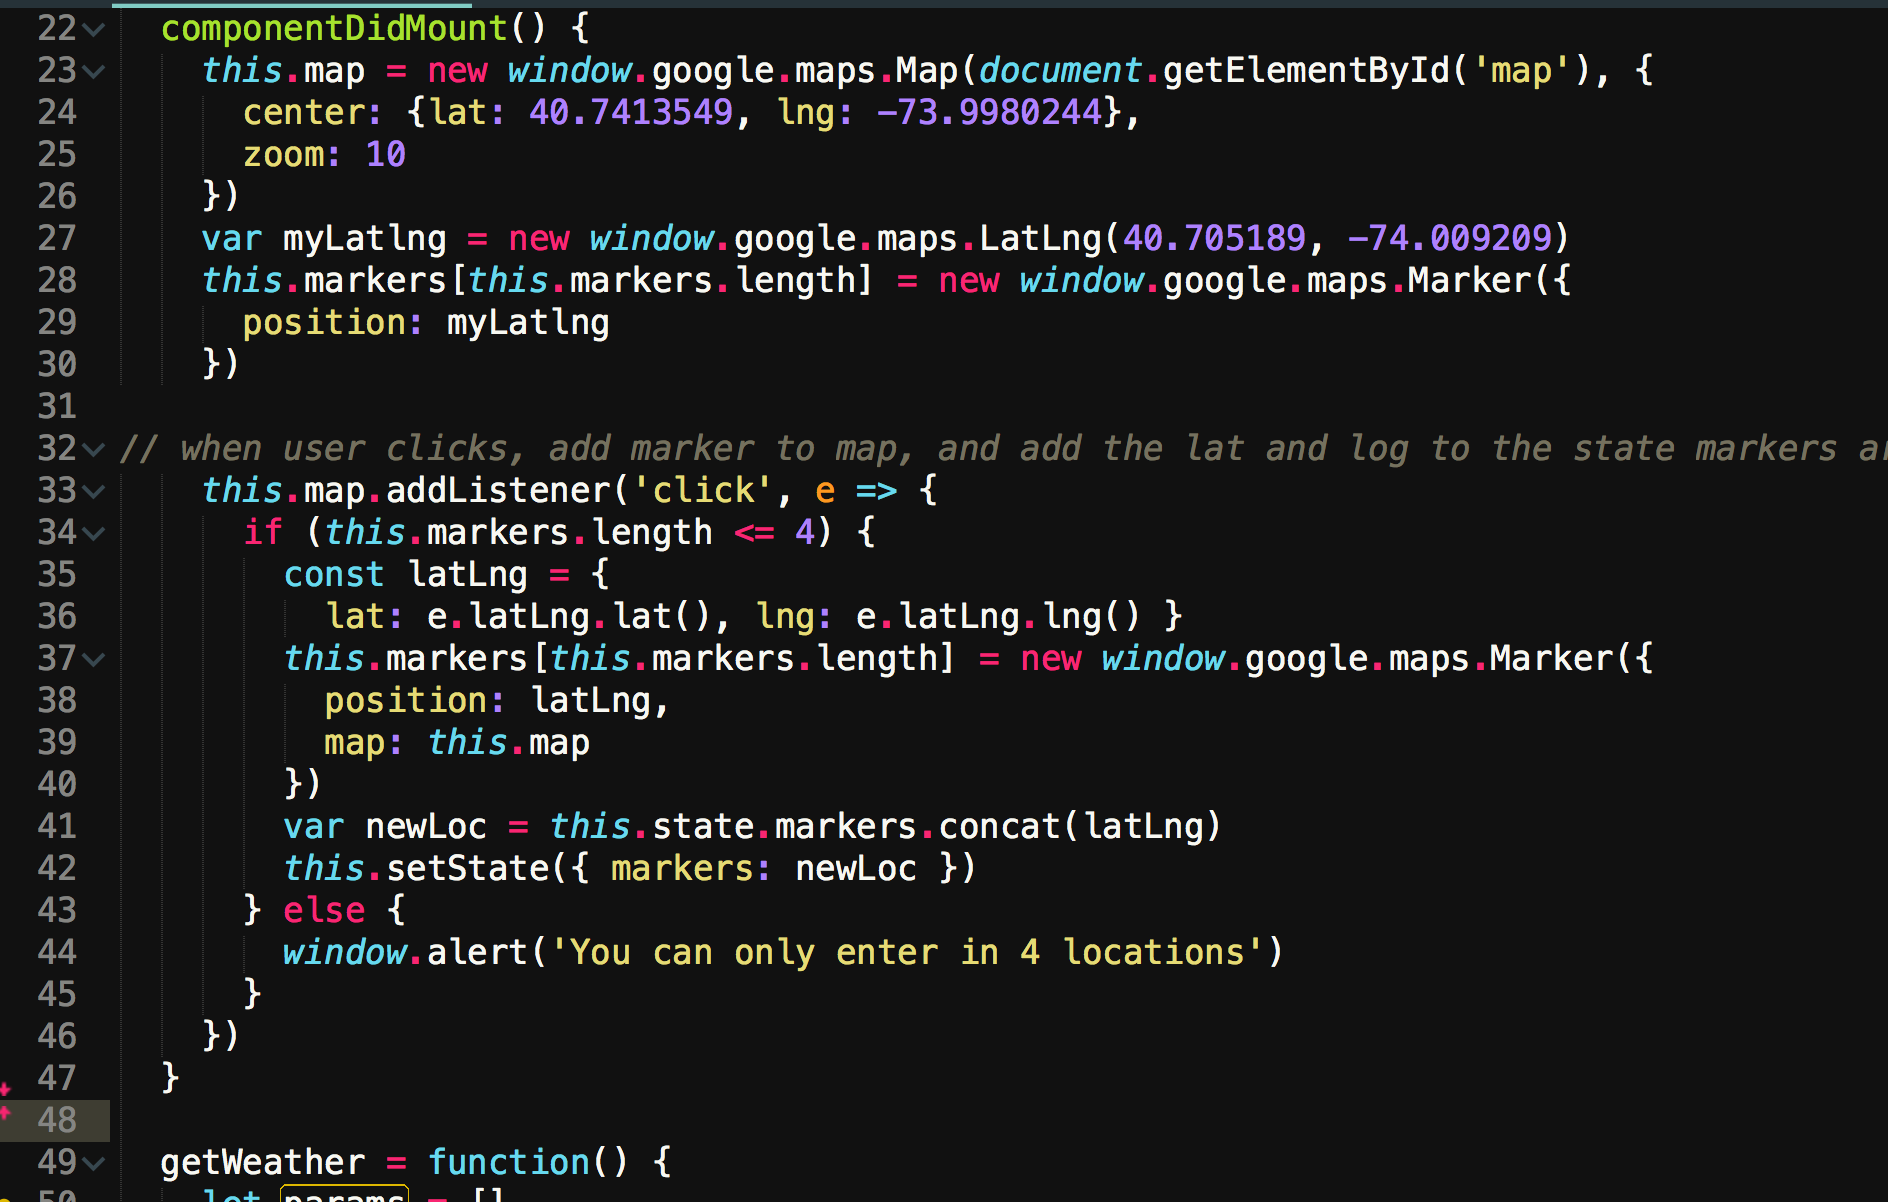 22 componentDidMount() {
23 this.map = new window.google.maps.Map(document.getElementById('map'), {
24 center: {lat: 40.7413549, lng: -73.9980244},
25 zoom: 10
26 })
27 var myLatlng = new window.google.maps.LatLng(40.705189, -74.009209)
28 this.markers[this.markers.length] = new window.google.maps.Marker({
29 position: myLatlng
30 })
31
32 // when user clicks, add marker to map, and add the lat and log to the state markers
33 this.map.addListener('click', e => {
34 if (this.markers.length <= 4) {
35 const latLng = {
36 lat: e.latLng.lat(), lng: e.latLng.lng() }
37 this.markers[this.markers.length] = new window.google.maps.Marker({
38 position: latLng,
39 map: this.map
40 })
41 var newLoc = this.state.markers.concat(latLng)
42 this.setState({ markers: newLoc })
43 } else {
44 window.alert('You can only enter in 4 locations')
45 }
46 })
47 }
48
49 getWeather = function() {
50 let params = []